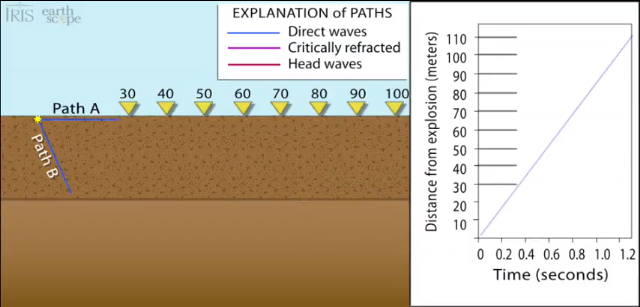 IRIS earth scope
EXPLANATION of PATHS
Direct waves
Critically refracted
Head waves
Path A
30 40 50 60 70 80 90 100
Path B
Distance from explosion (meters)
110
100
90
80
70
60
50
40
30
20
10
0 0.2 0.4 0.6 0.8 1.0 1.2
Time (seconds)